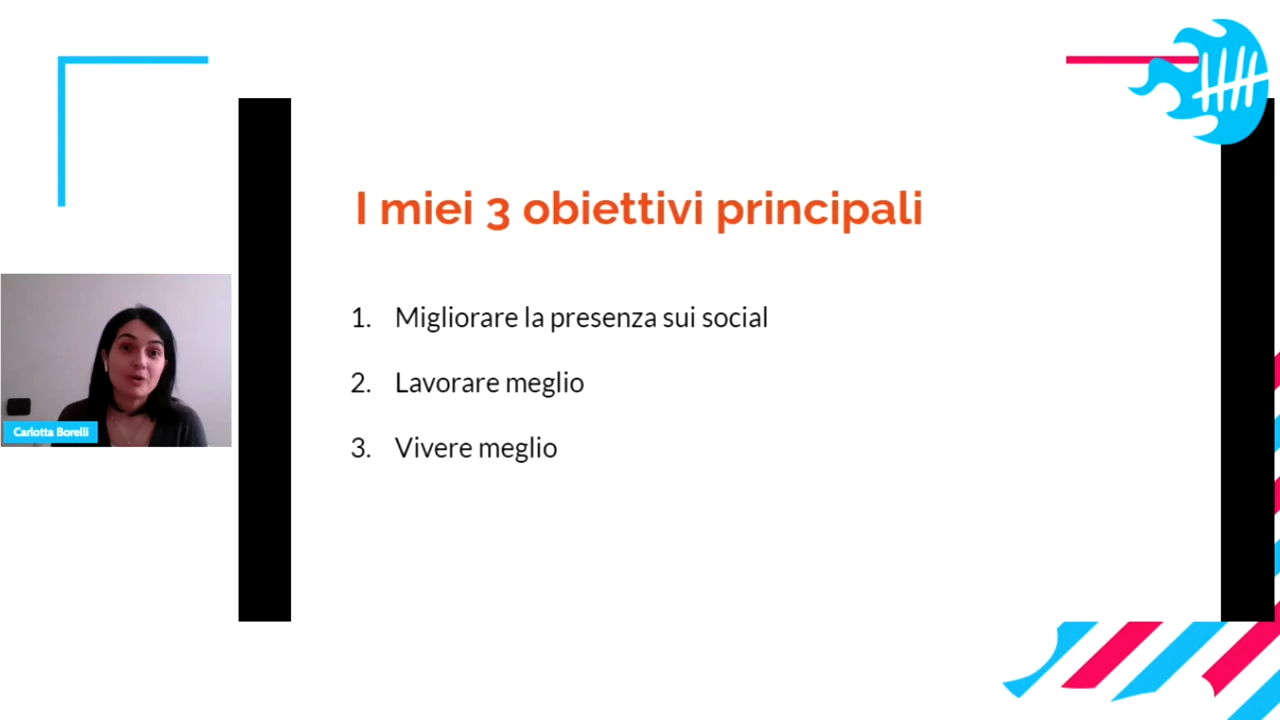 I miei 3 obiettivi principali
1. Migliorare la presenza sui social
2. Lavorare meglio
3. Vivere meglio
Carlotta Borelli